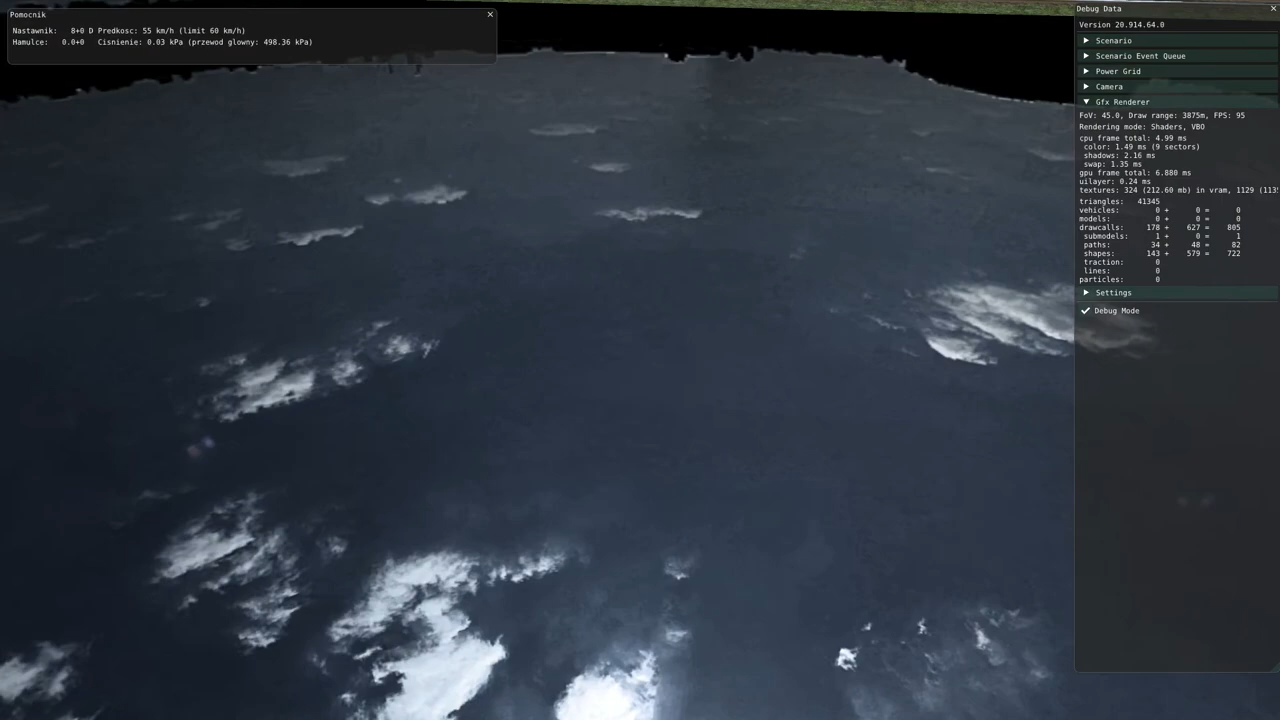 Pomocnik
Nastawnik: 8+0 D Predkosc: 55 km/h (limit 60 km/h)
Hamulce: 0.0+0 Cisnienie: 0.03 kPa (przewod glowny: 498.36 kPa)
Debug Data
Version 20.914.64.0
Scenario
Scenario Event Queue
Power Grid
Camera
Gfx Renderer
FoV: 45.0, Draw range: 3875m, FPS: 95
Rendering mode: Shaders, VBO
cpu frame total: 4.99 ms
color: 1.49 ms (9 sectors)
shadows: 2.16 ms
swap: 1.35 ms
gpu frame total: 6.880 ms
uilayer: 0.24 ms
textures: 324 (212.60 mb) in vram, 1129 (113
triangles: 41345
vehicles: 0 + 0 = 0
models: 0 + 0 = 0
drawcalls: 178 + 627 = 805
submodels: 1 + 0 = 1
paths: 34 + 48 = 82
shapes: 143 + 579 = 722
traction: 0
lines: 0
particles: 0
Settings
Debug Mode